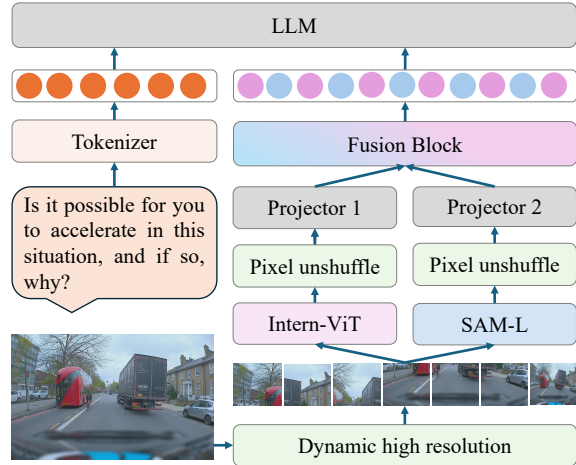 LLM
Tokenizer
Fusion Block
Is it possible for you
to accelerate in this
situation, and if so,
why?
Projector 1
Projector 2
Pixel unshuffle
Pixel unshuffle
Intern-ViT
SAM-L
Dynamic high resolution